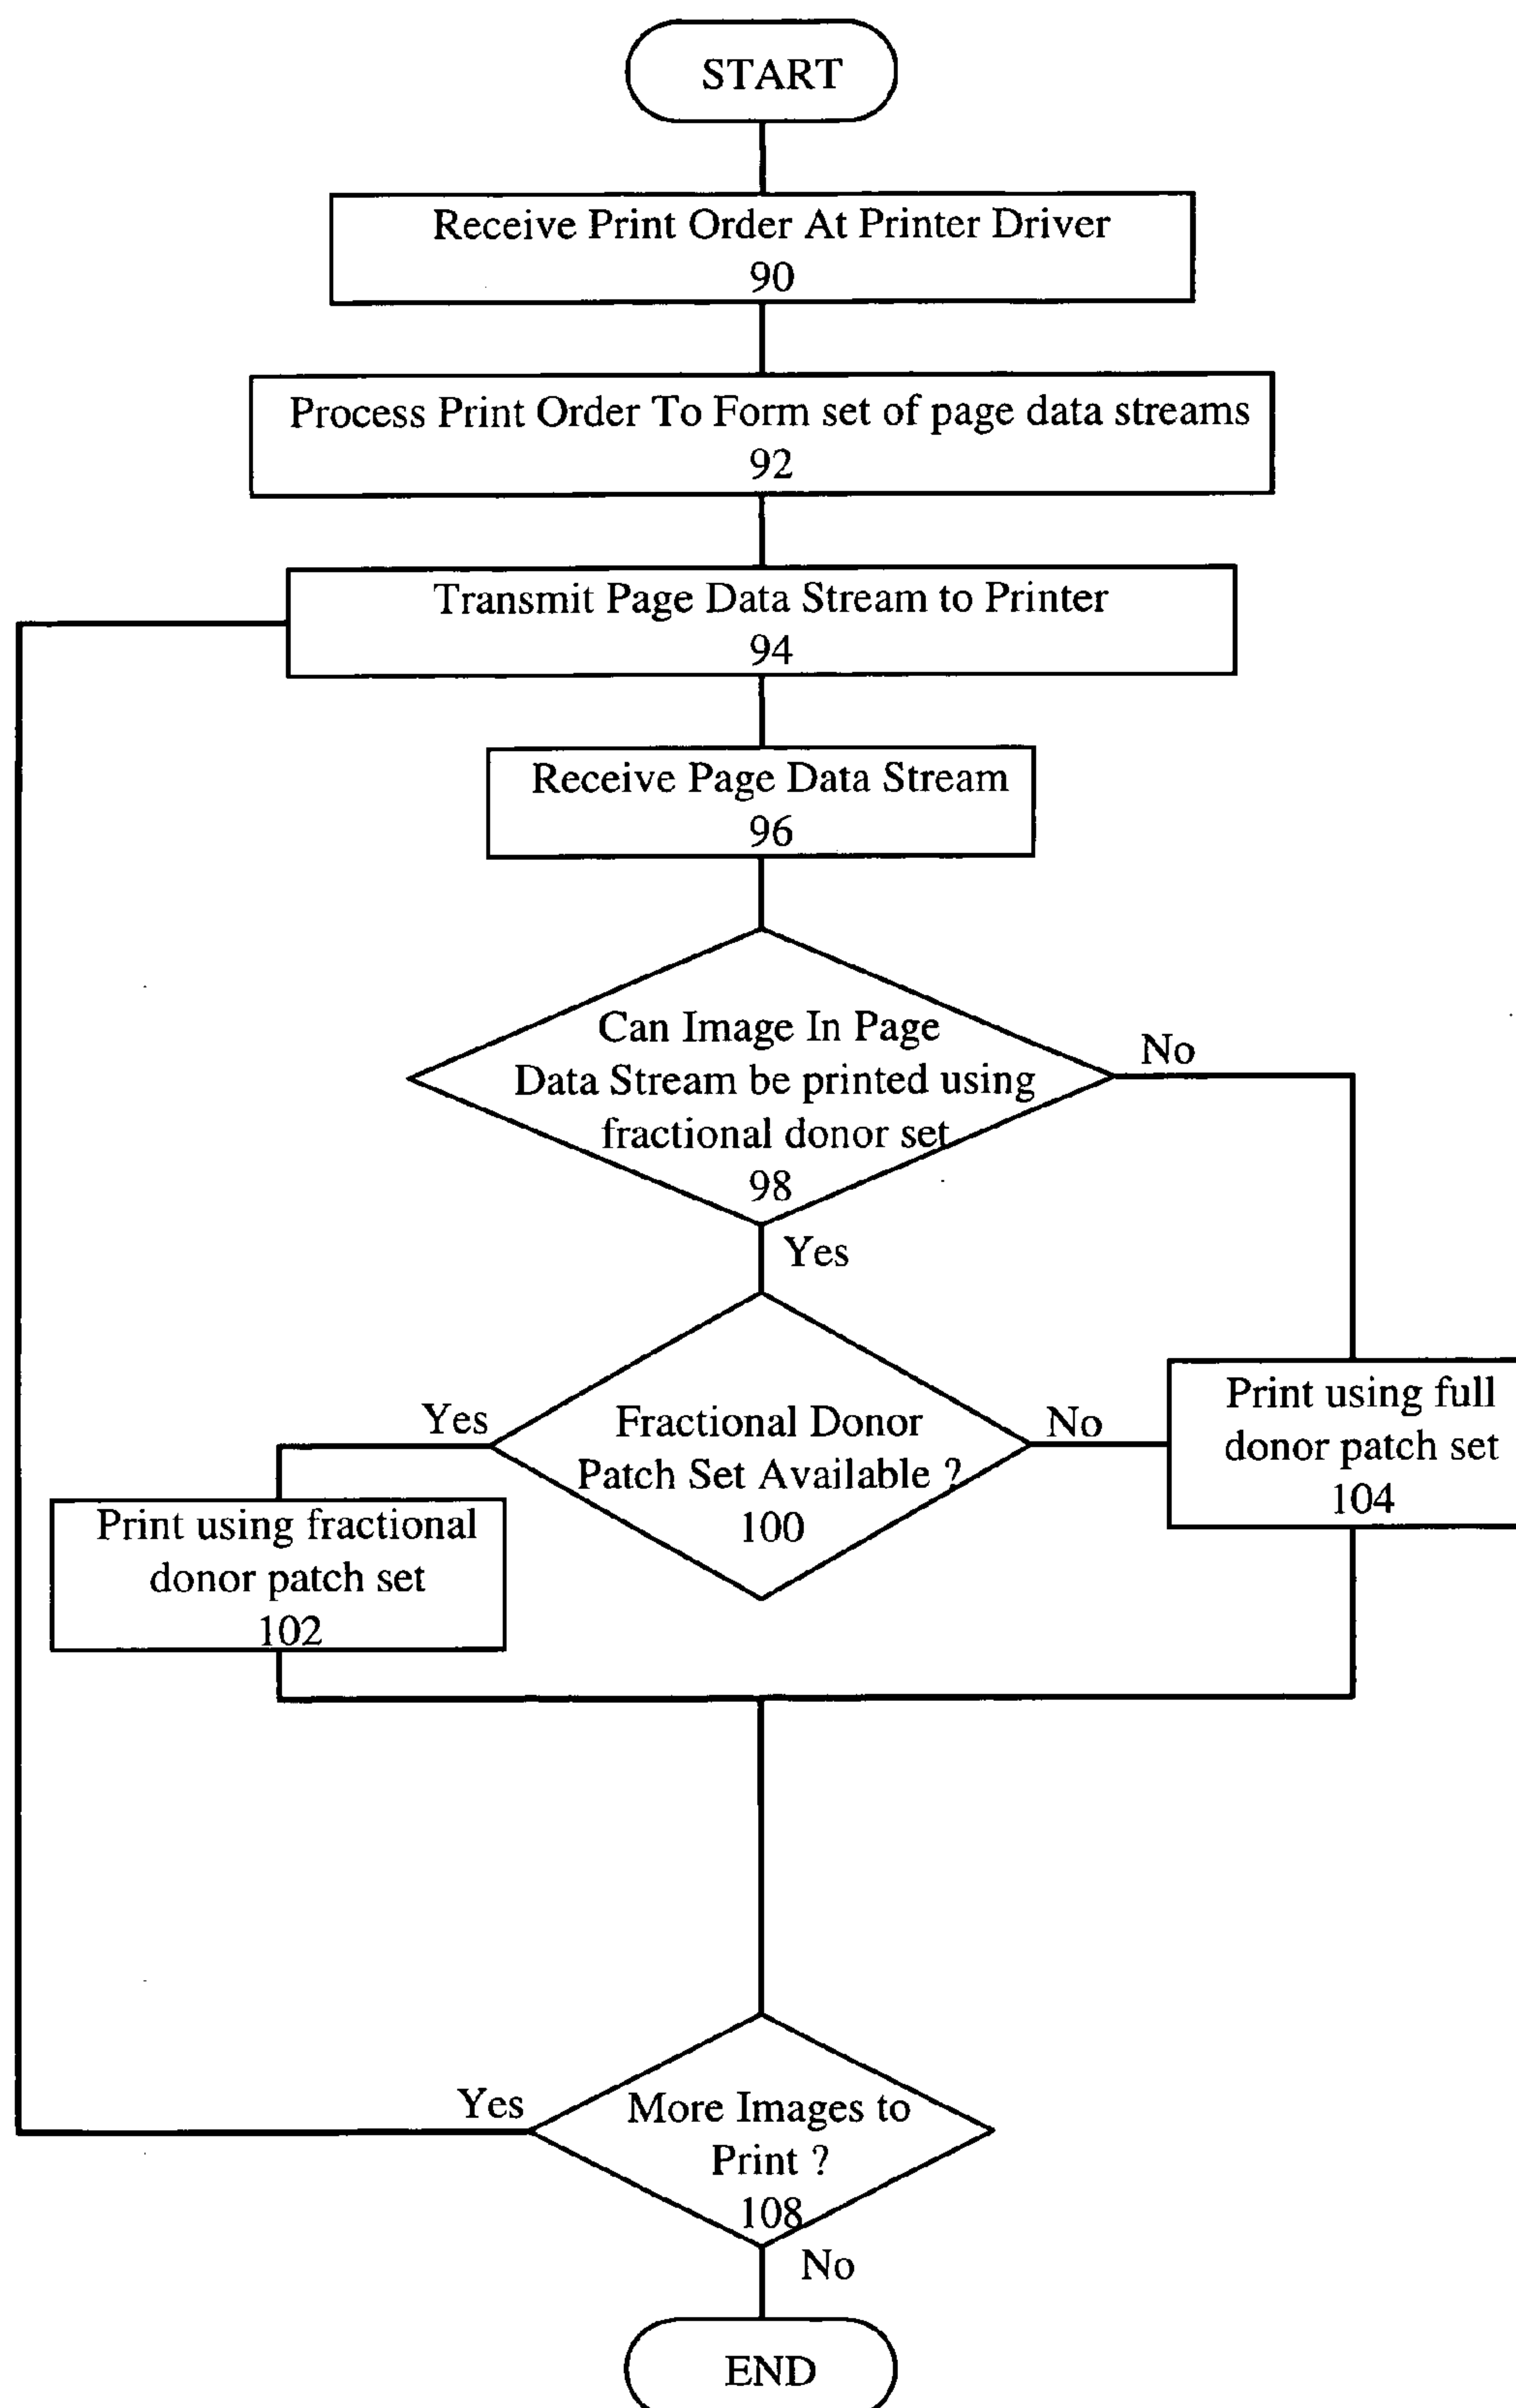 START
Receive Print Order At Printer Driver
90
Process Print Order To Form set of page data streams
92
Transmit Page Data Stream to Printer
94
Receive Page Data Stream
96
Can Image In Page
Data Stream be printed using
fractional donor set
98
No
Yes
Fractional Donor
Patch Set Available ?
100
Yes
No
Print using full
donor patch set
104
Print using fractional
donor patch set
102
More Images to
Print ?
108
Yes
No
END